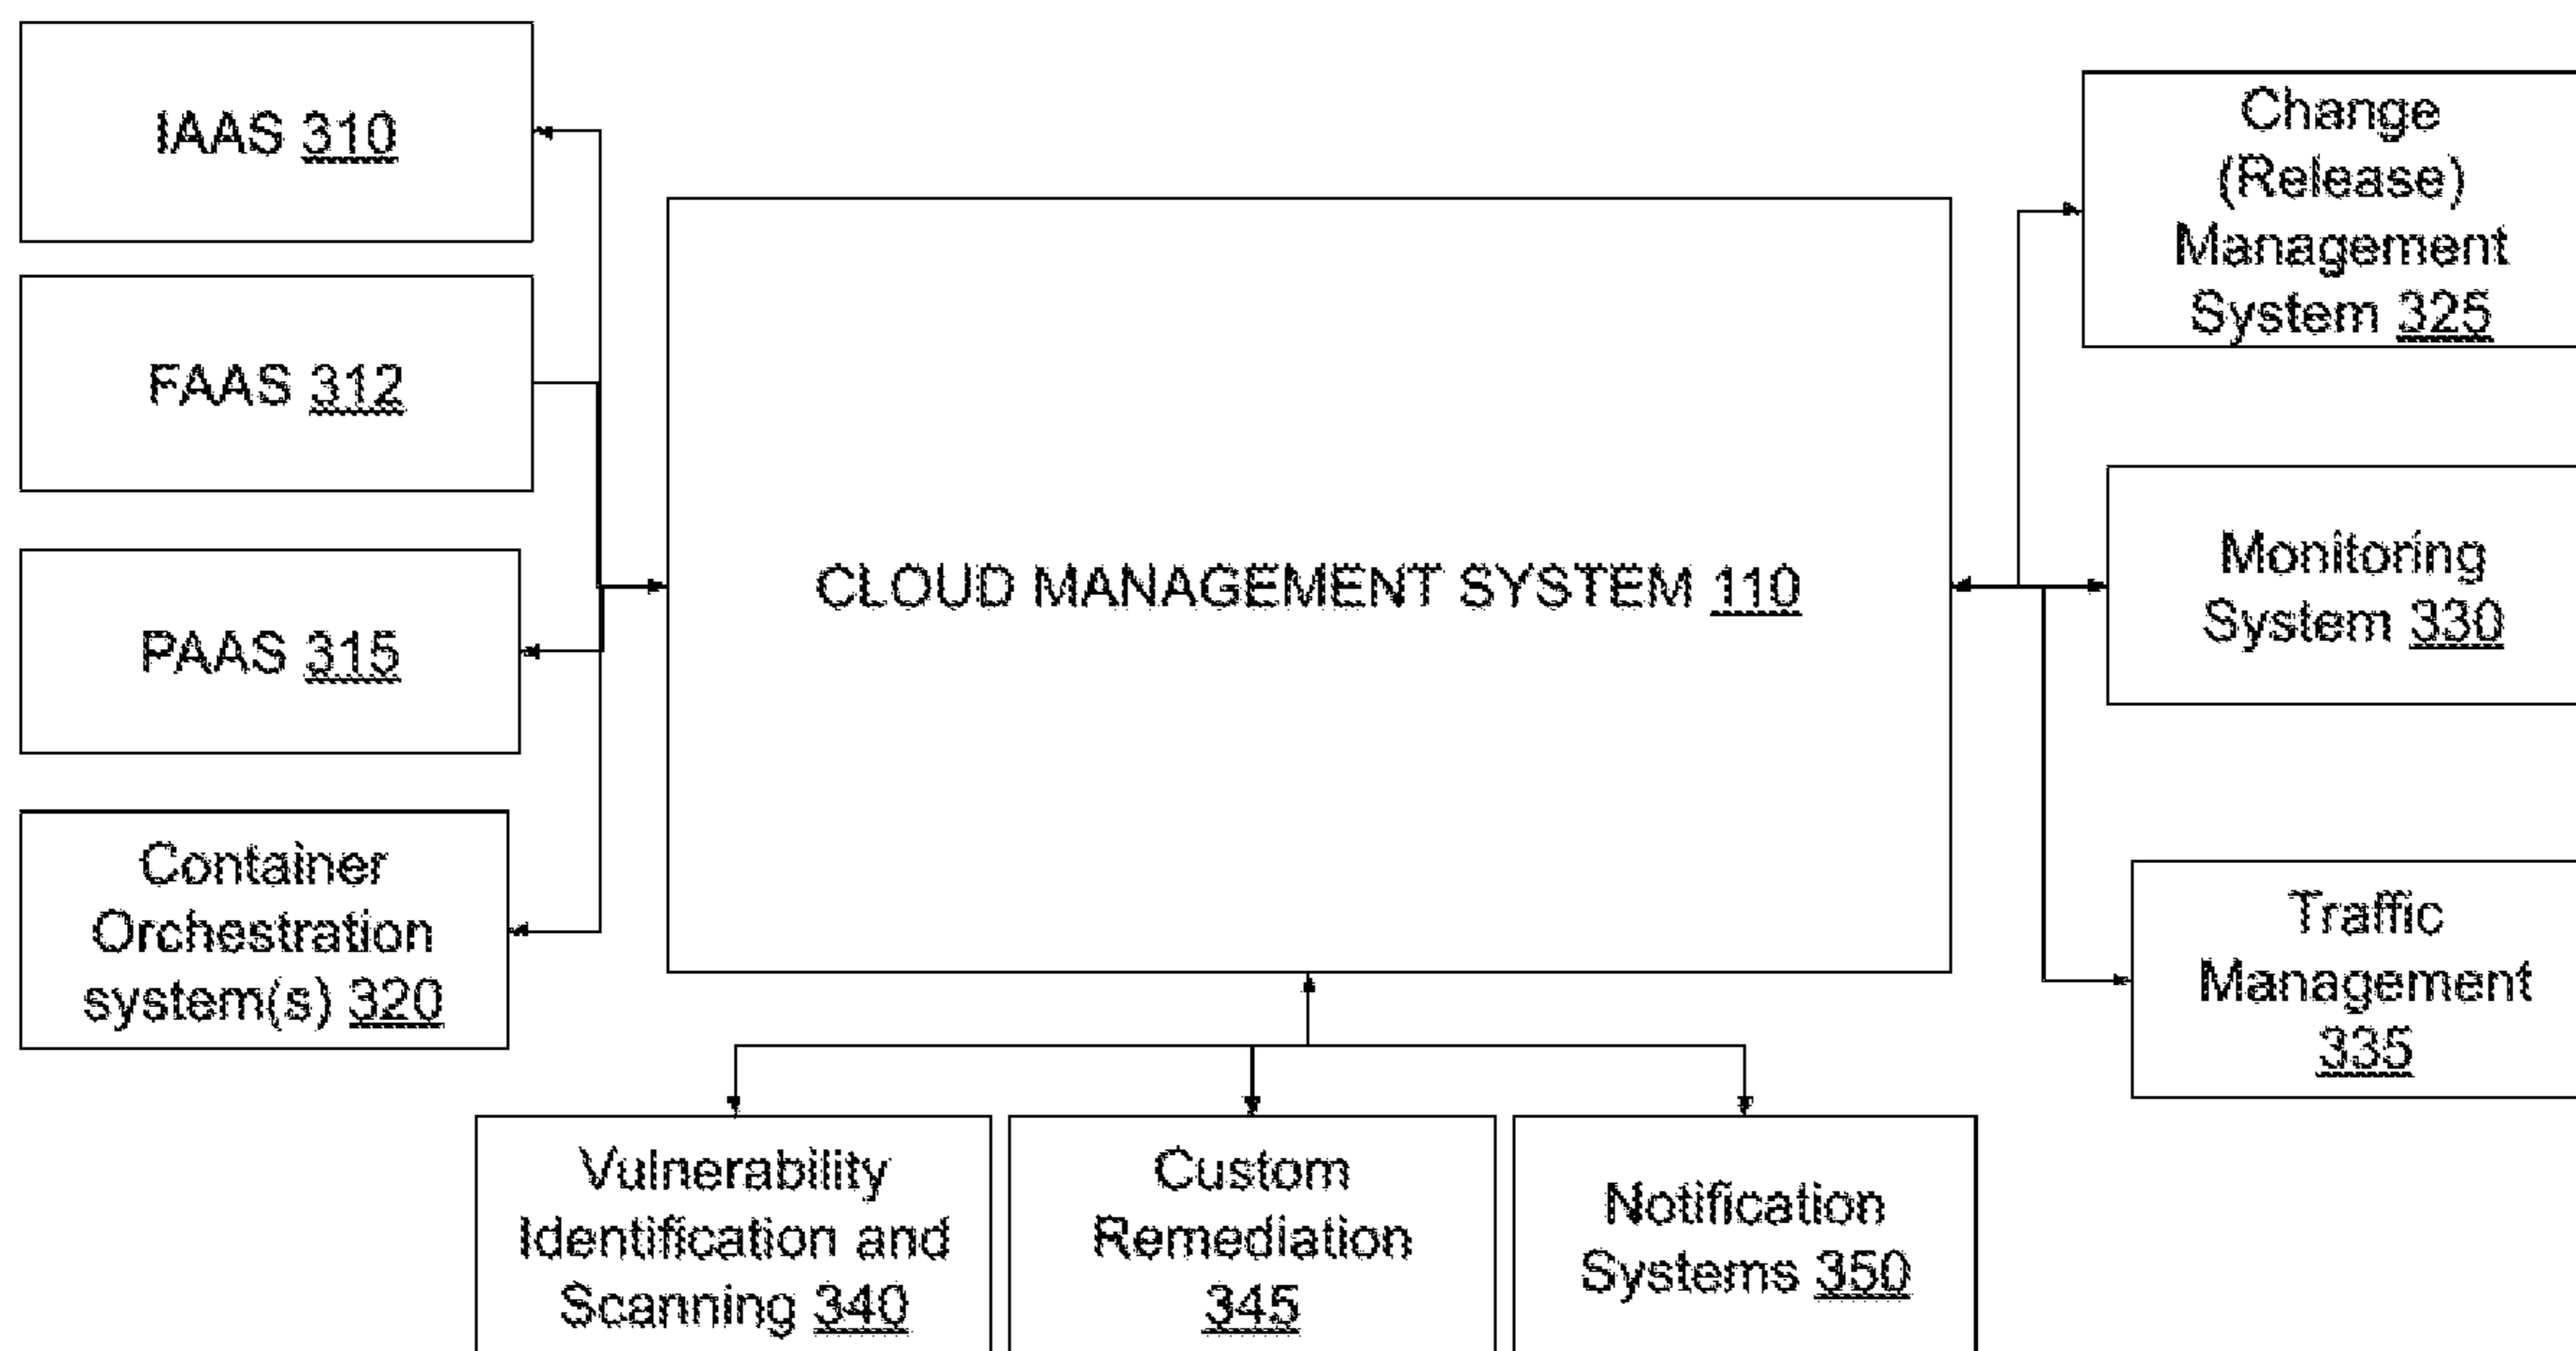 IAAS 310
FAAS 312
PAAS 315
Container
Orchestration
system(s) 320
CLOUD MANAGEMENT SYSTEM 110
Change
(Release)
Management
System 325
Monitoring
System 330
Traffic
Management
335
Vulnerability
Identification and
Scanning 340
Custom
Remediation
345
Notification
Systems 350